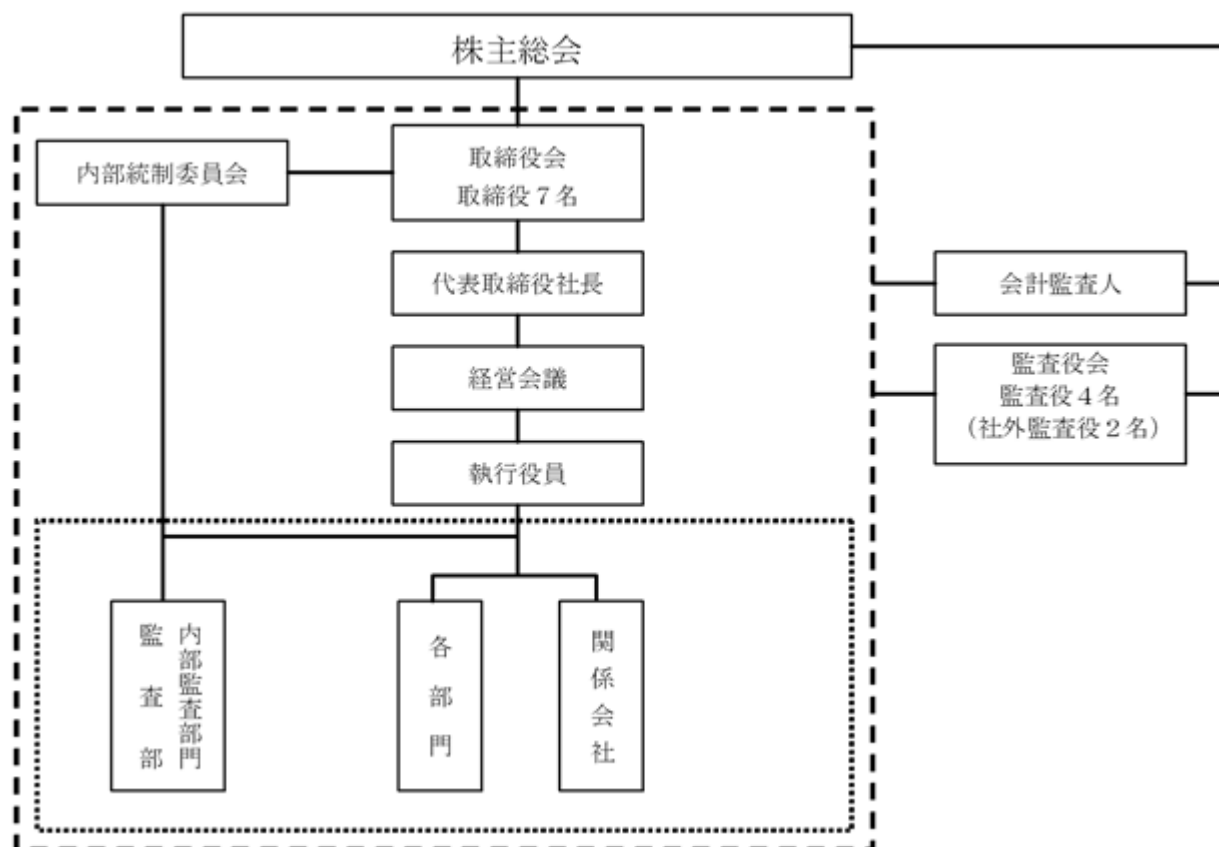 株主総会
内部統制委員会
取締役会
取締役７名
代表取締役社長
会計監査人
経営会議
監査役会
監査役４名
（社外監査役２名）
執行役員
内部監査部門
監査部
各部門
関係会社